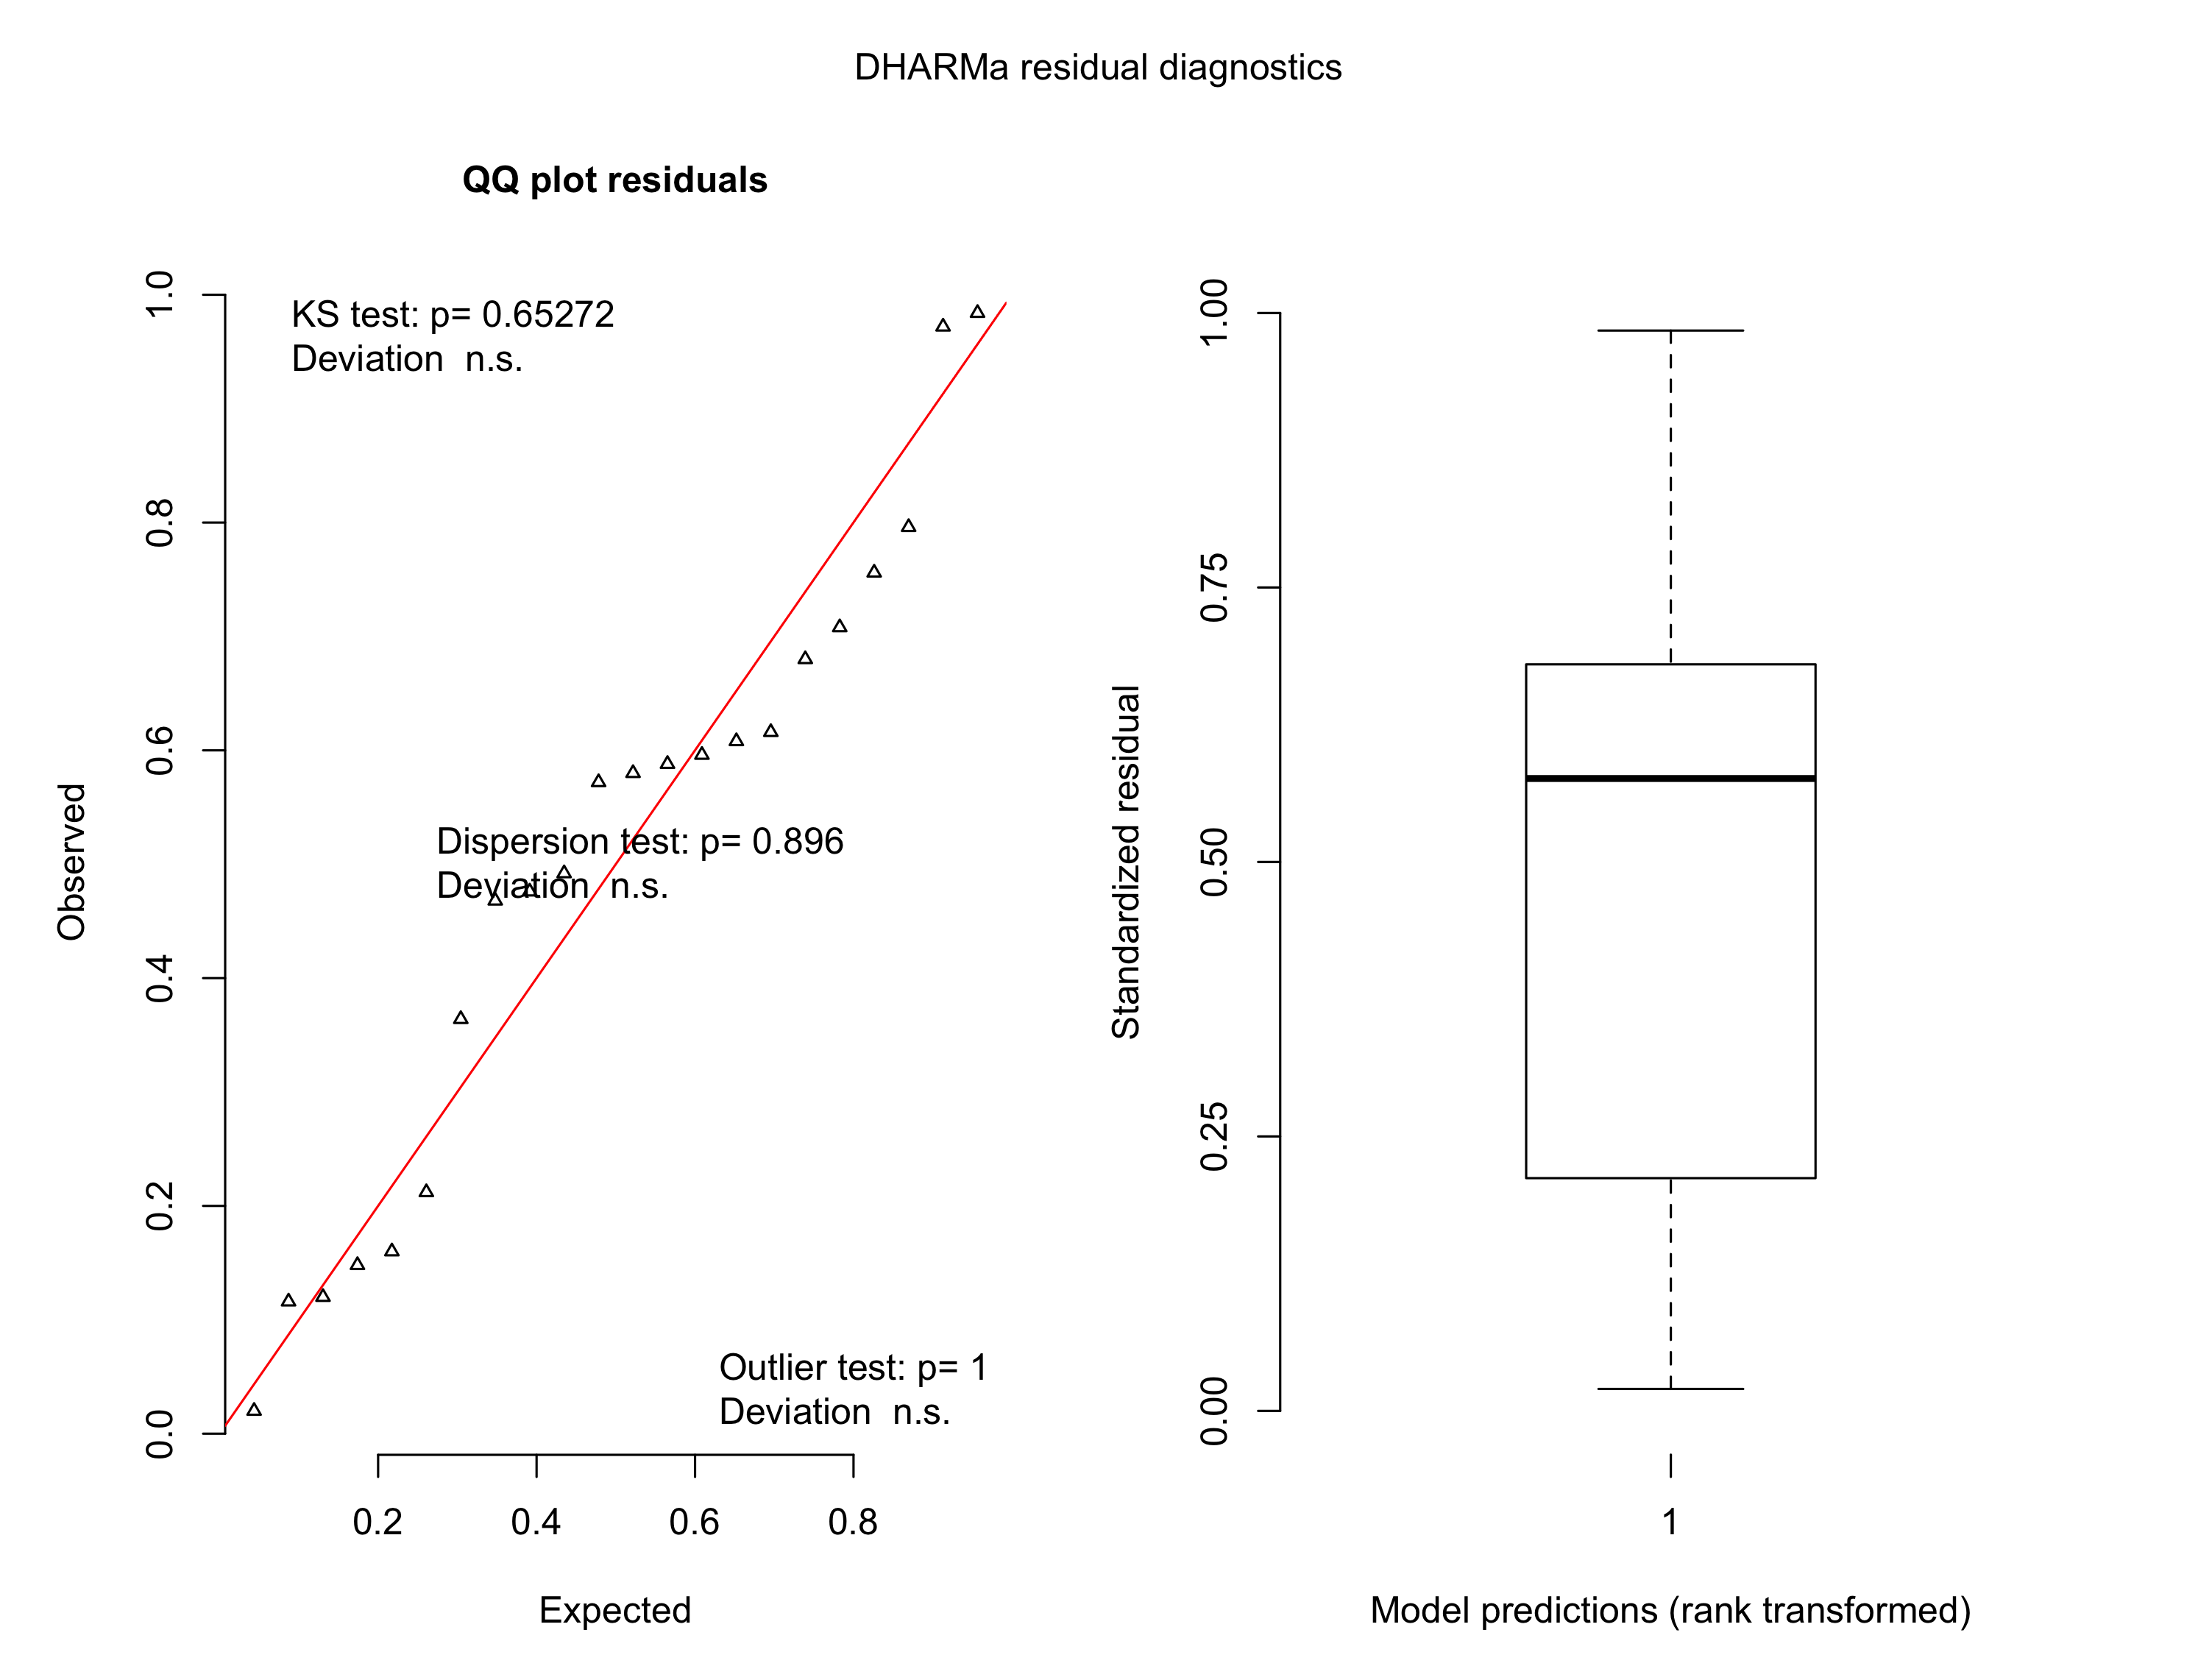 DHARMa residual diagnostics
QQ plot residuals
KS test: p= 0.65272
Deviation  n.s.
Dispersion test: p= 0.896
Deviation  n.s.
Outlier test: p= 1
Deviation  n.s.
Observed
0.0
0.2
0.4
0.6
0.8
1.0
0.2
0.4
0.6
0.8
Expected
Standardized residual
0.00
0.25
0.50
0.75
1.00
1
Model predictions (rank transformed)